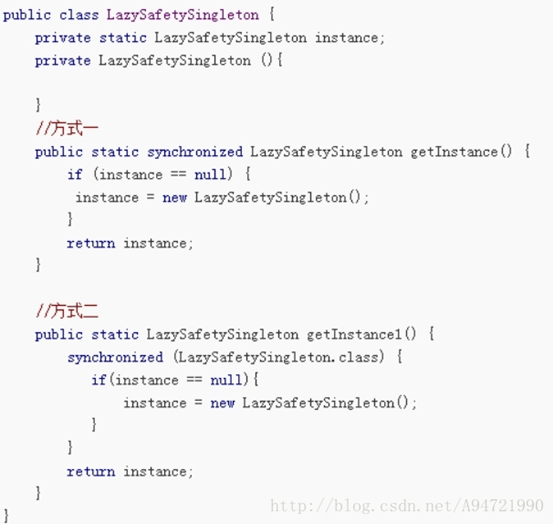 public class LazySafetySingleton {
    private static LazySafetySingleton instance;
    private LazySafetySingleton (){

    }
    //方式一
    public static synchronized LazySafetySingleton getInstance() {
        if (instance == null) {
         instance = new LazySafetySingleton();
        }
        return instance;
    }

    //方式二
    public static LazySafetySingleton getInstance1() {
        synchronized (LazySafetySingleton.class) {
           if(instance == null){
               instance = new LazySafetySingleton();
           }
        }
        return instance;
    }
}
http://blog.csdn.net/A94721990